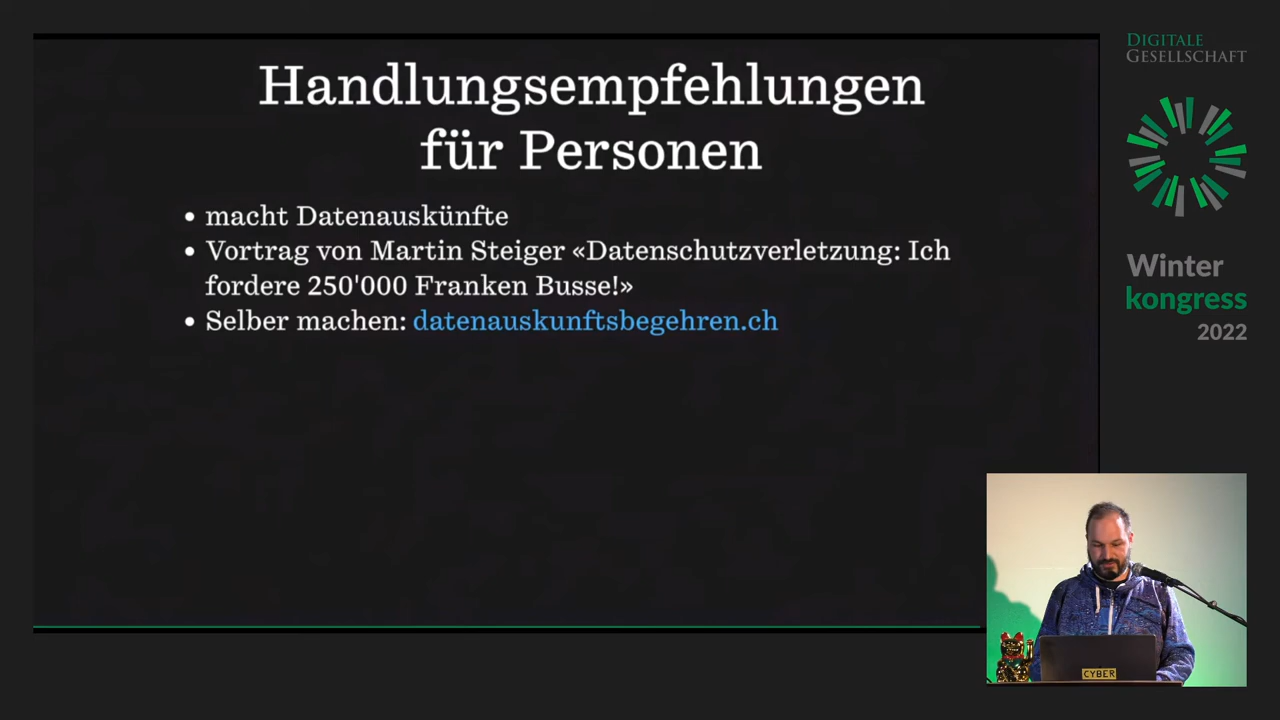 Handlungsempfehlungen
für Personen
• macht Datenauskünfte
• Vortrag von Martin Steiger «Datenschutzverletzung: Ich
fordere 250'000 Franken Busse!»
• Selber machen: datenauskunftsbegehren.ch
DIGITALE
GESELLSCHAFT
Winter
kongress
2022
CYBER